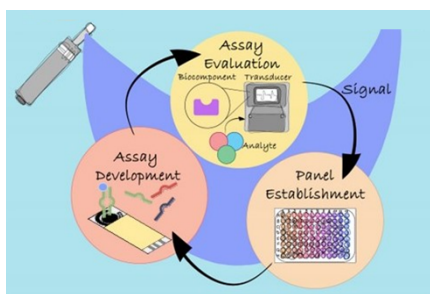 Assay
Evaluation
Biocomponent Transducer
Analyte
Signal
Assay
Development
Panel
Establishment